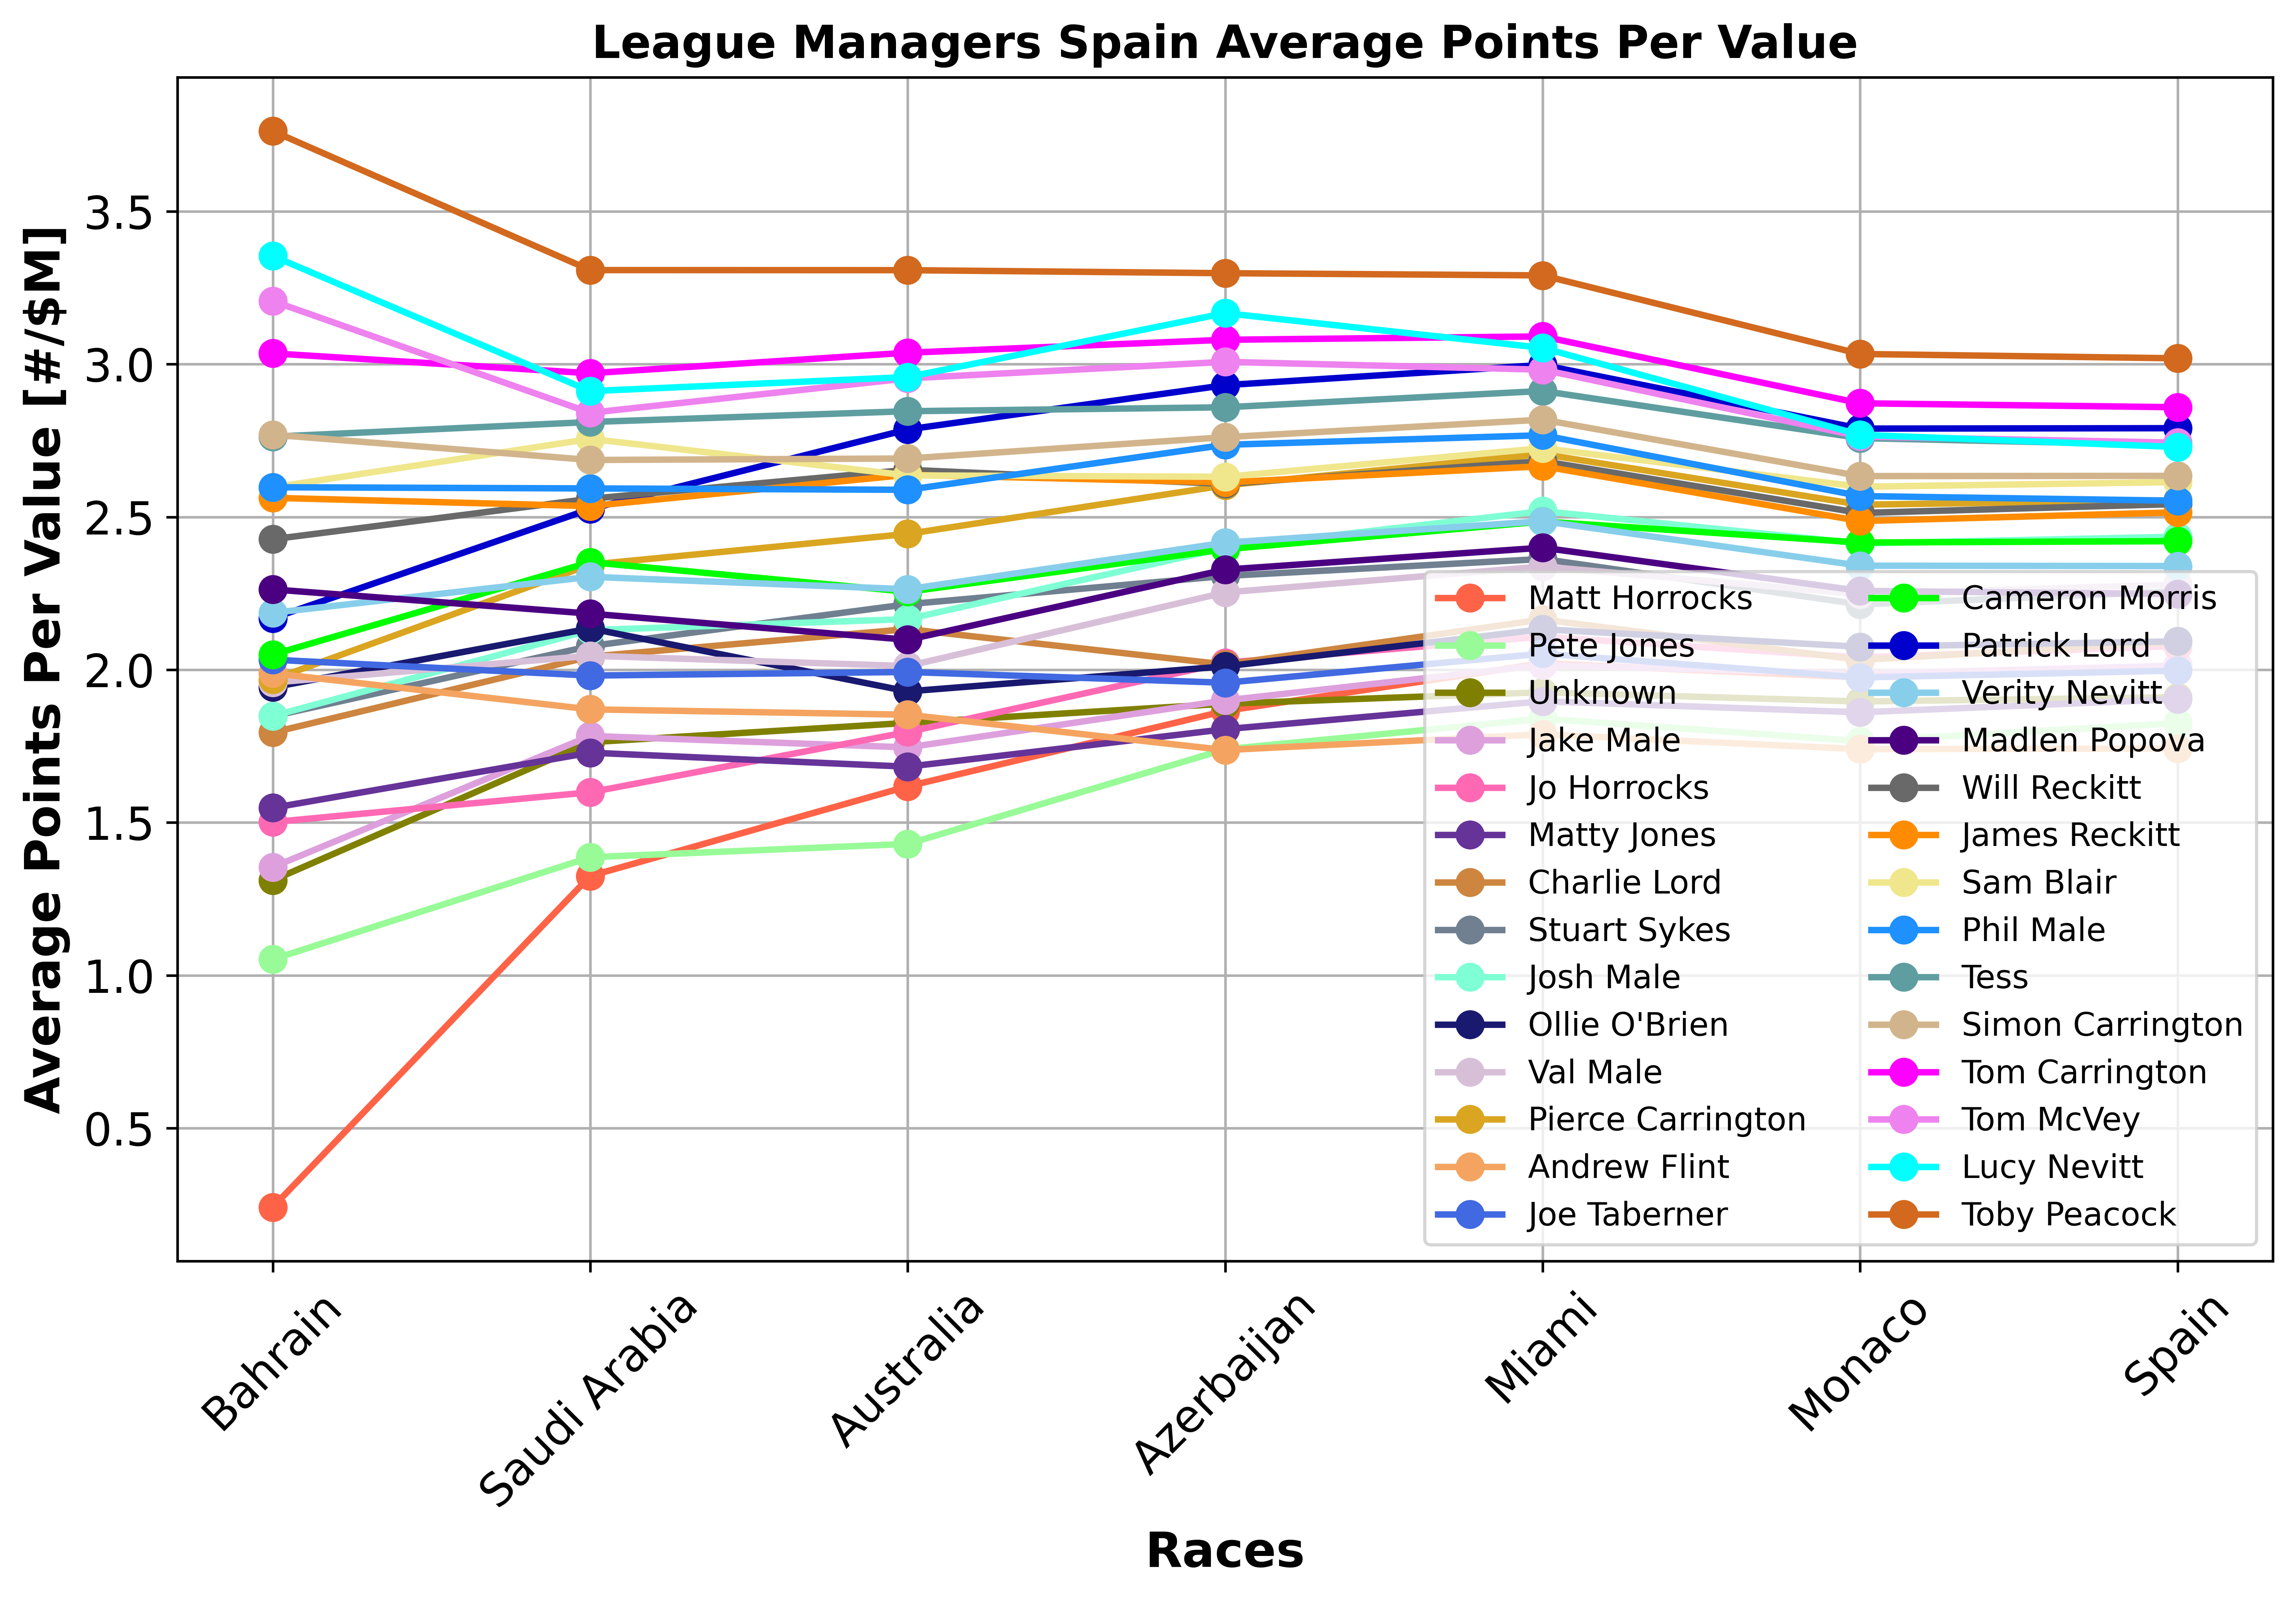 League Managers Spain Average Points Per Value
Average Points Per Value [#/$M]
3.5
3.0
2.5
2.0
1.5
1.0
0.5
Matt Horrocks
Pete Jones
Unknown
Jake Male
Jo Horrocks
Matty Jones
Charlie Lord
Stuart Sykes
Josh Male
Ollie O'Brien
Val Male
Pierce Carrington
Andrew Flint
Joe Taberner
Cameron Morris
Patrick Lord
Verity Nevitt
Madlen Popova
Will Reckitt
James Reckitt
Sam Blair
Phil Male
Tess
Simon Carrington
Tom Carrington
Tom McVey
Lucy Nevitt
Toby Peacock
Bahrain
Saudi Arabia
Australia
Azerbaijan
Miami
Monaco
Spain
Races